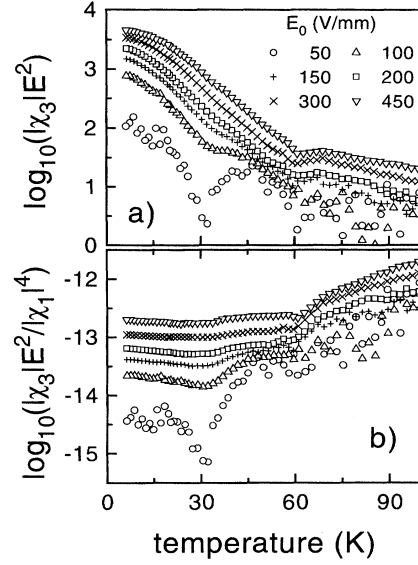 E₀ (V/mm)
○ 50 △ 100
+ 150 □ 200
× 300 ▽ 450
log₁₀(|χ₃|E²)
4
3
2
1
0
a)
log₁₀(|χ₃|E²/|χ₁|⁴)
-12
-13
-14
-15
b)
0 30 60 90
temperature (K)